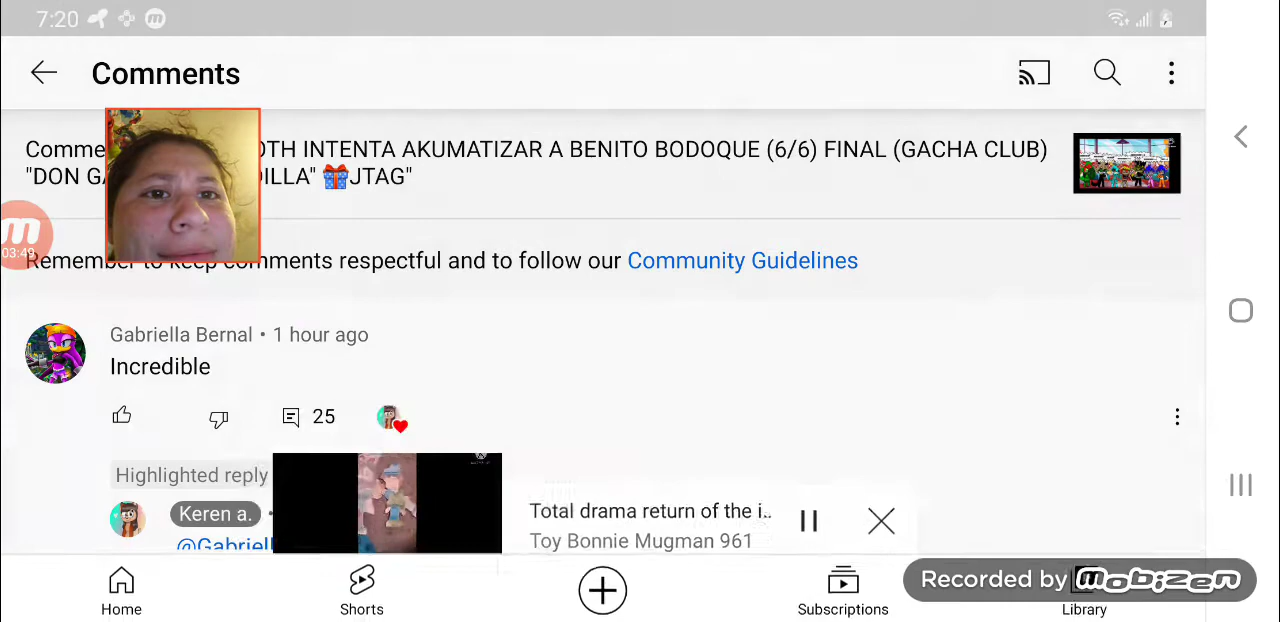 7:20
Comments
Comme OTH INTENTA AKUMATIZAR A BENITO BODOQUE (6/6) FINAL (GACHA CLUB)
"DON GA ILLA" 🎁JTAG"
03:49
Remember to keep comments respectful and to follow our Community Guidelines
Gabriella Bernal • 1 hour ago
Incredible
25
Highlighted reply
Keren a. •
@Gabriel
Total drama return of the i..
Toy Bonnie Mugman 961
Home
Shorts
Subscriptions
Library
Recorded by mobizen